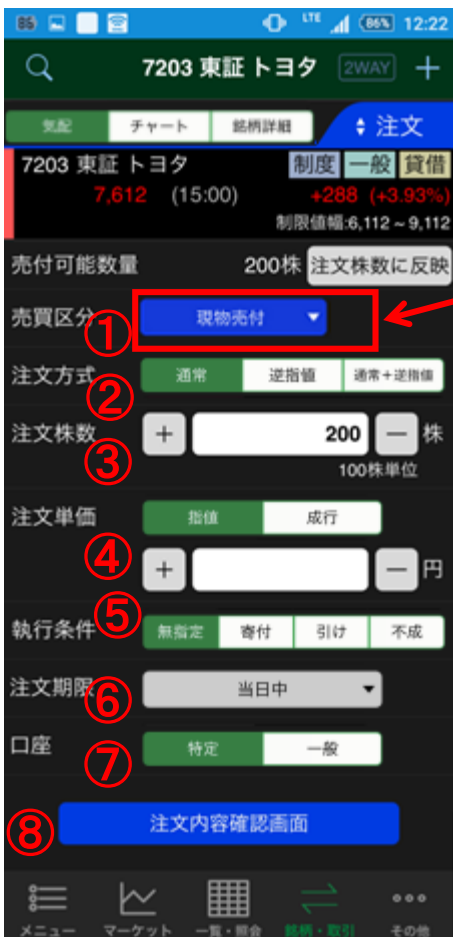 86 LTE 86% 12:22
7203 東証 トヨタ 2WAY
気配 チャート 銘柄詳細 注文
7203 東証 トヨタ 制度 一般 貸借
7,612 (15:00) +288 (+3.93%)
制限値幅:6,112 ~ 9,112
売付可能数量 200株 注文株数に反映
売買区分 ① 現物売付
注文方式 ② 通常 逆指値 通常+逆指値
注文株数 ③ + 200 — 株
100株単位
注文単価 指値 成行
④ + — 円
執行条件 ⑤ 無指定 寄付 引け 不成
注文期限 ⑥ 当日中
口座 ⑦ 特定 一般
⑧ 注文内容確認画面
メニュー マーケット 一覧・照会 銘柄・取引 その他